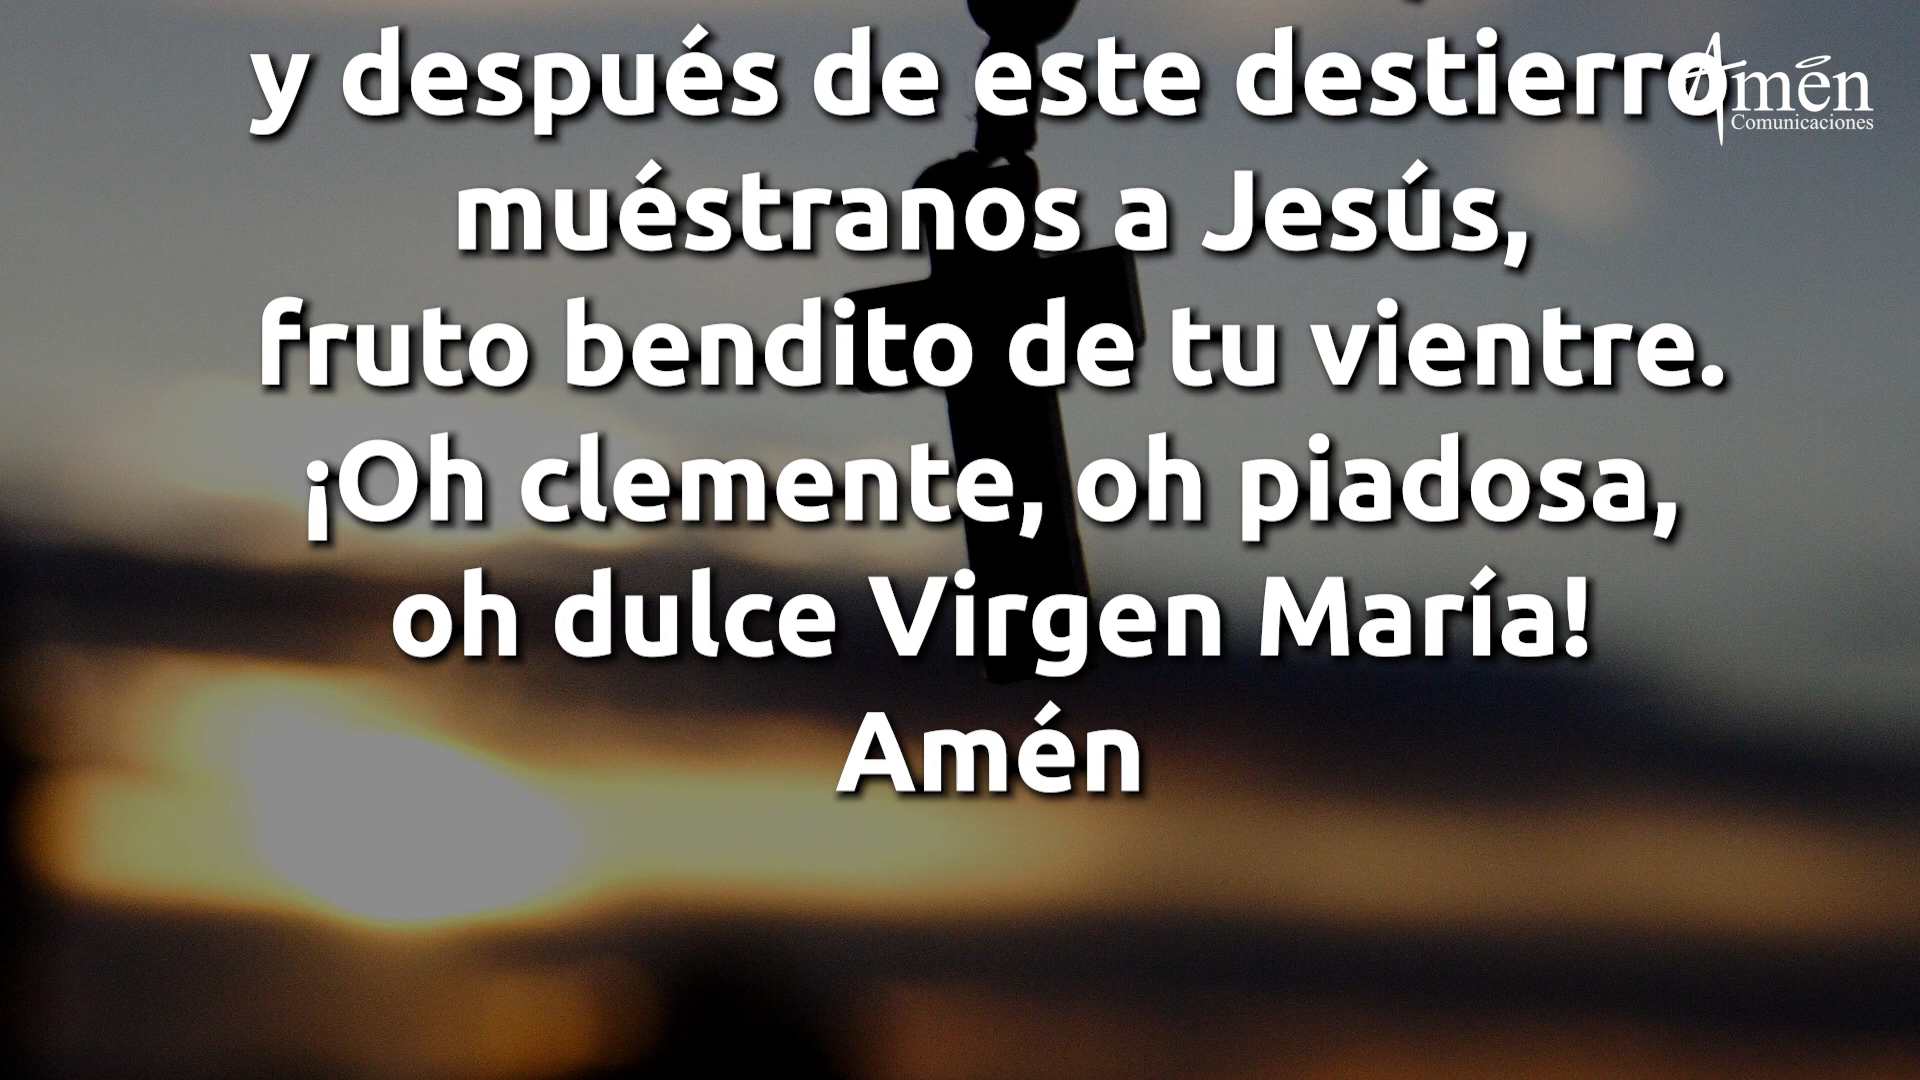 y después de este destierro
Amén
Comunicaciones
muéstranos a Jesús,
fruto bendito de tu vientre.
¡Oh clemente, oh piadosa,
oh dulce Virgen María!
Amén